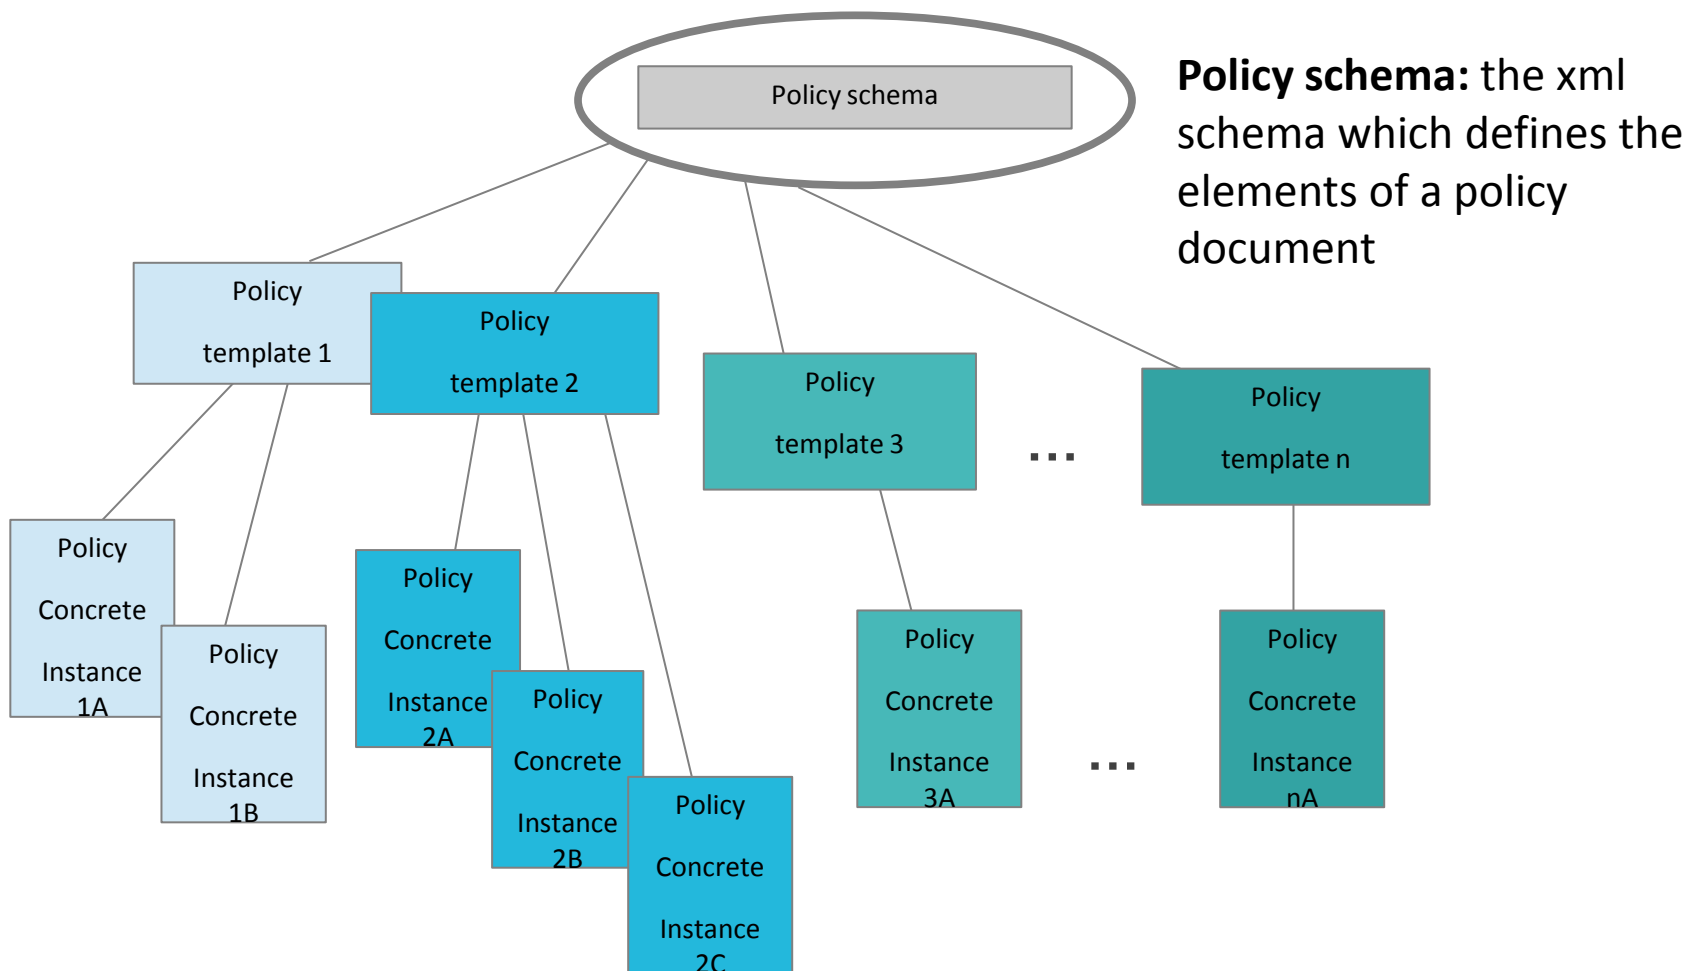 Policy schema
Policy schema: the xml
schema which defines the
elements of a policy
document
Policy
template 1
Policy
template 2
Policy
template 3
...
Policy
template n
Policy
Concrete
Instance
1A
Policy
Concrete
Instance
1B
Policy
Concrete
Instance
2A
Policy
Concrete
Instance
2B
Policy
Concrete
Instance
2C
Policy
Concrete
Instance
3A
...
Policy
Concrete
Instance
nA